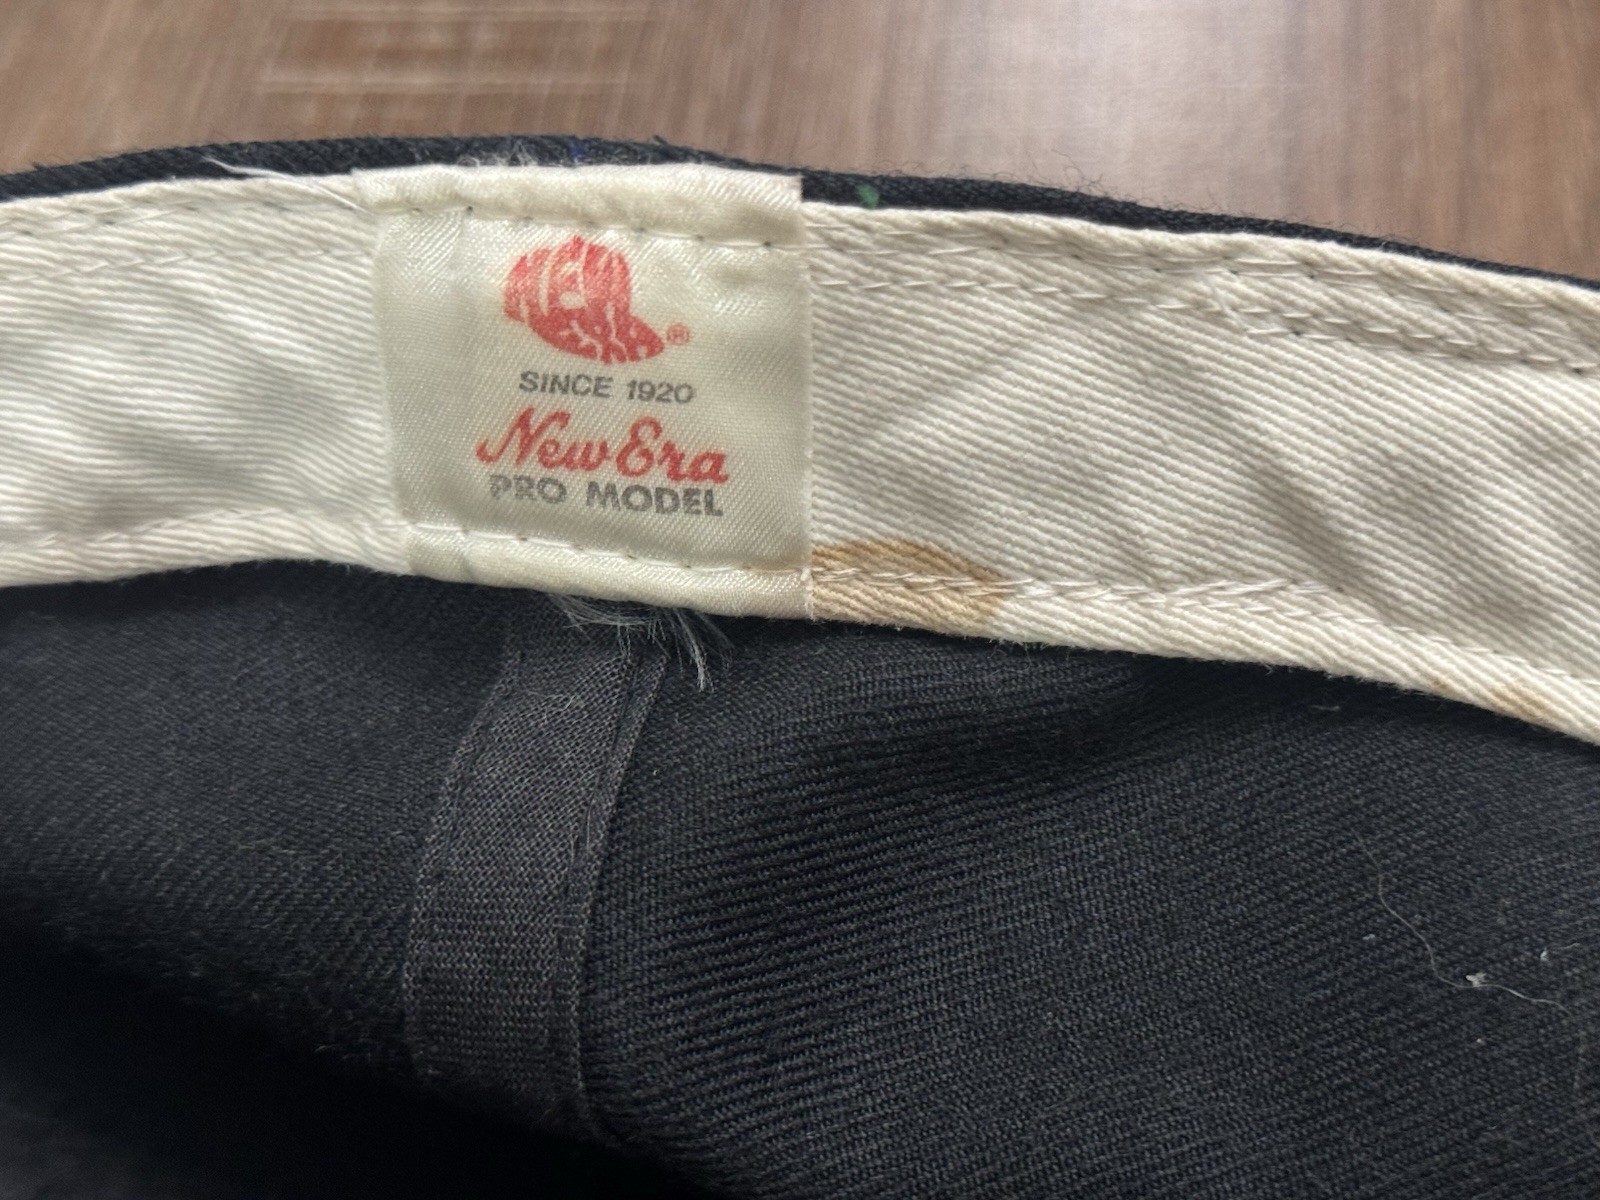 NEW
ERA
®
SINCE 1920
New Era
PRO MODEL